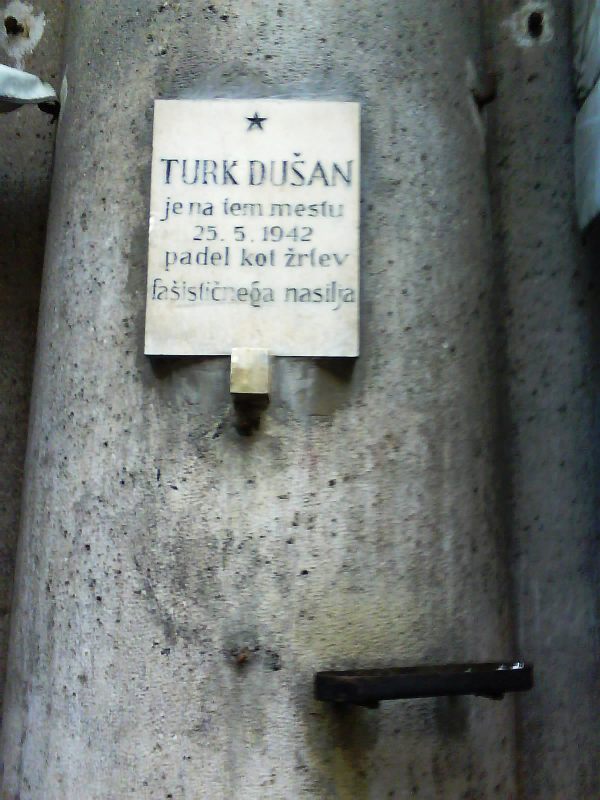 TURK DUŠAN
je na tem mestu
25. 5. 1942
padel kot žrtev
fašističnega nasilja